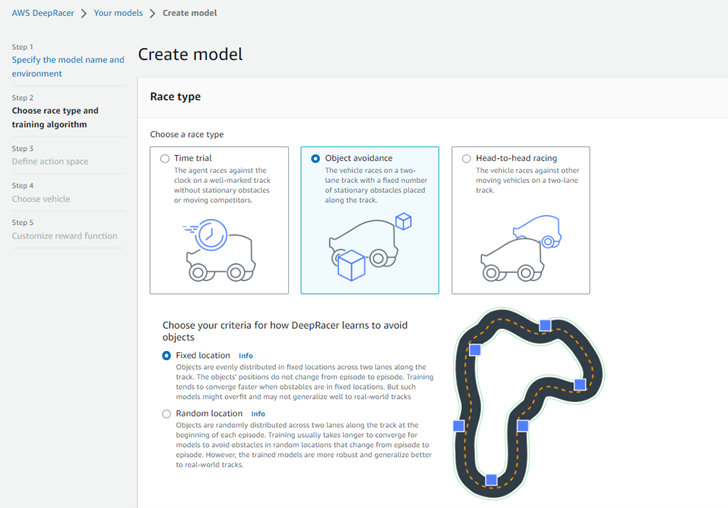 AWS DeepRacer > Your models > Create model
Step 1
Specify the model name and
environment
Step 2
Choose race type and
training algorithm
Step 3
Define action space
Step 4
Choose vehicle
Step 5
Customize reward function
Create model
Race type
Choose a race type
Time trial
The agent races against the
clock on a well-marked track
without stationary obstacles
or moving competitors.
Object avoidance
The vehicle races on a two-
lane track with a fixed number
of stationary obstacles placed
along the track.
Head-to-head racing
The vehicle races against other
moving vehicles on a two-lane
track.
Choose your criteria for how DeepRacer learns to avoid
objects
Fixed location Info
Objects are evenly distributed in fixed locations across two lanes along the
track. The objects' positions do not change from episode to episode. Training
tends to converge faster when obstables are in fixed locations. But such
models might overfit and may not generalize well to real-world tracks
Random location Info
Objects are randomly distributed across two lanes along the track at the
beginning of each episode. Training usually takes longer to converge for
models to avoid obstacles in random locations that change from episode to
episode. However, the trained models are more robust and generalize better
to real-world tracks.